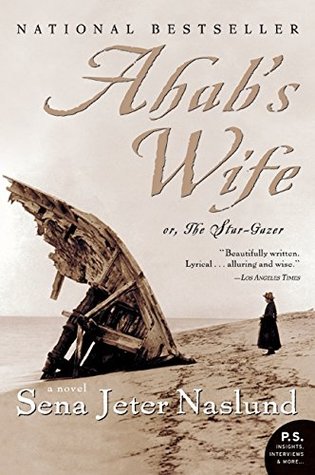 NATIONAL BESTSELLER
Ahab's
Wife
or, The Star-Gazer
"Beautifully written.
Lyrical . . . alluring and wise."
—LOS ANGELES TIMES
a novel
Sena Jeter Naslund
P.S.
INSIGHTS,
INTERVIEWS
& MORE...